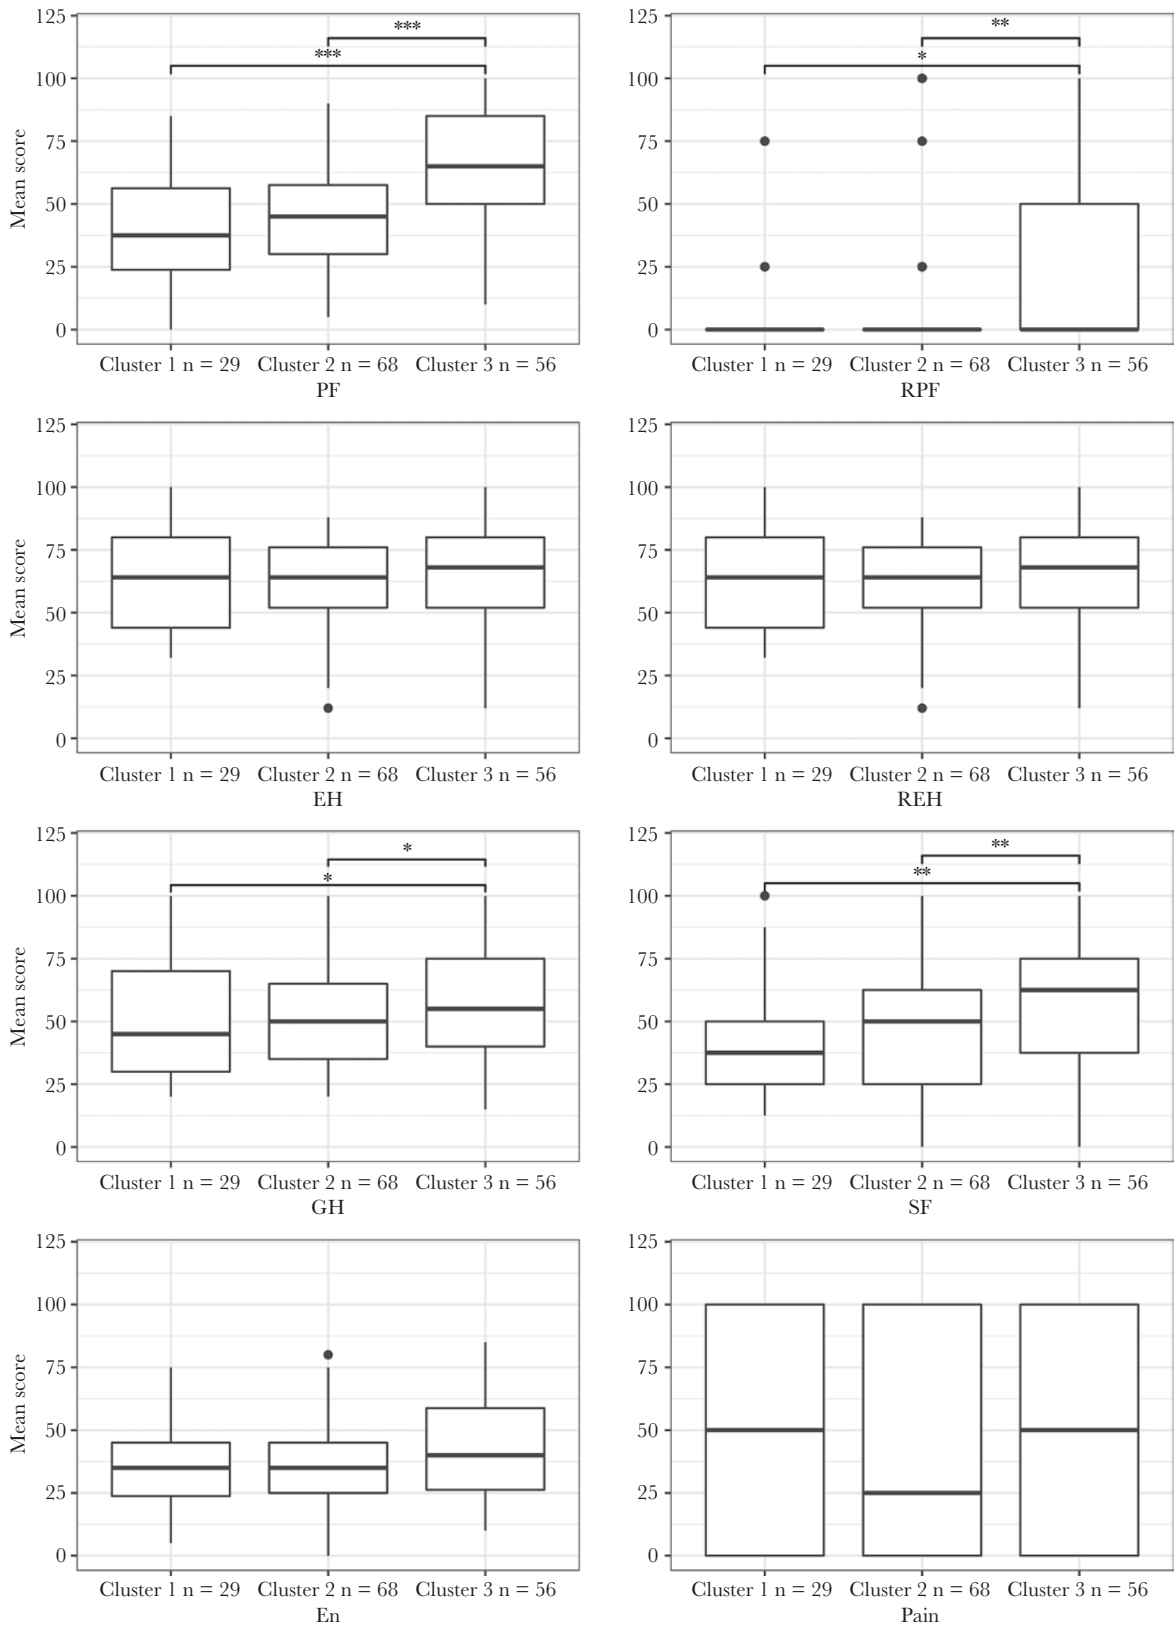 125
100
75
50
25
0
Mean score
***
***
Cluster 1 n = 29 Cluster 2 n = 68 Cluster 3 n = 56
PF
125
100
75
50
25
0
**
*
Cluster 1 n = 29 Cluster 2 n = 68 Cluster 3 n = 56
RPF
125
100
75
50
25
0
Mean score
Cluster 1 n = 29 Cluster 2 n = 68 Cluster 3 n = 56
EH
125
100
75
50
25
0
Cluster 1 n = 29 Cluster 2 n = 68 Cluster 3 n = 56
REH
125
100
75
50
25
0
Mean score
*
*
Cluster 1 n = 29 Cluster 2 n = 68 Cluster 3 n = 56
GH
125
100
75
50
25
0
**
**
Cluster 1 n = 29 Cluster 2 n = 68 Cluster 3 n = 56
SF
125
100
75
50
25
0
Mean score
Cluster 1 n = 29 Cluster 2 n = 68 Cluster 3 n = 56
En
125
100
75
50
25
0
Cluster 1 n = 29 Cluster 2 n = 68 Cluster 3 n = 56
Pain